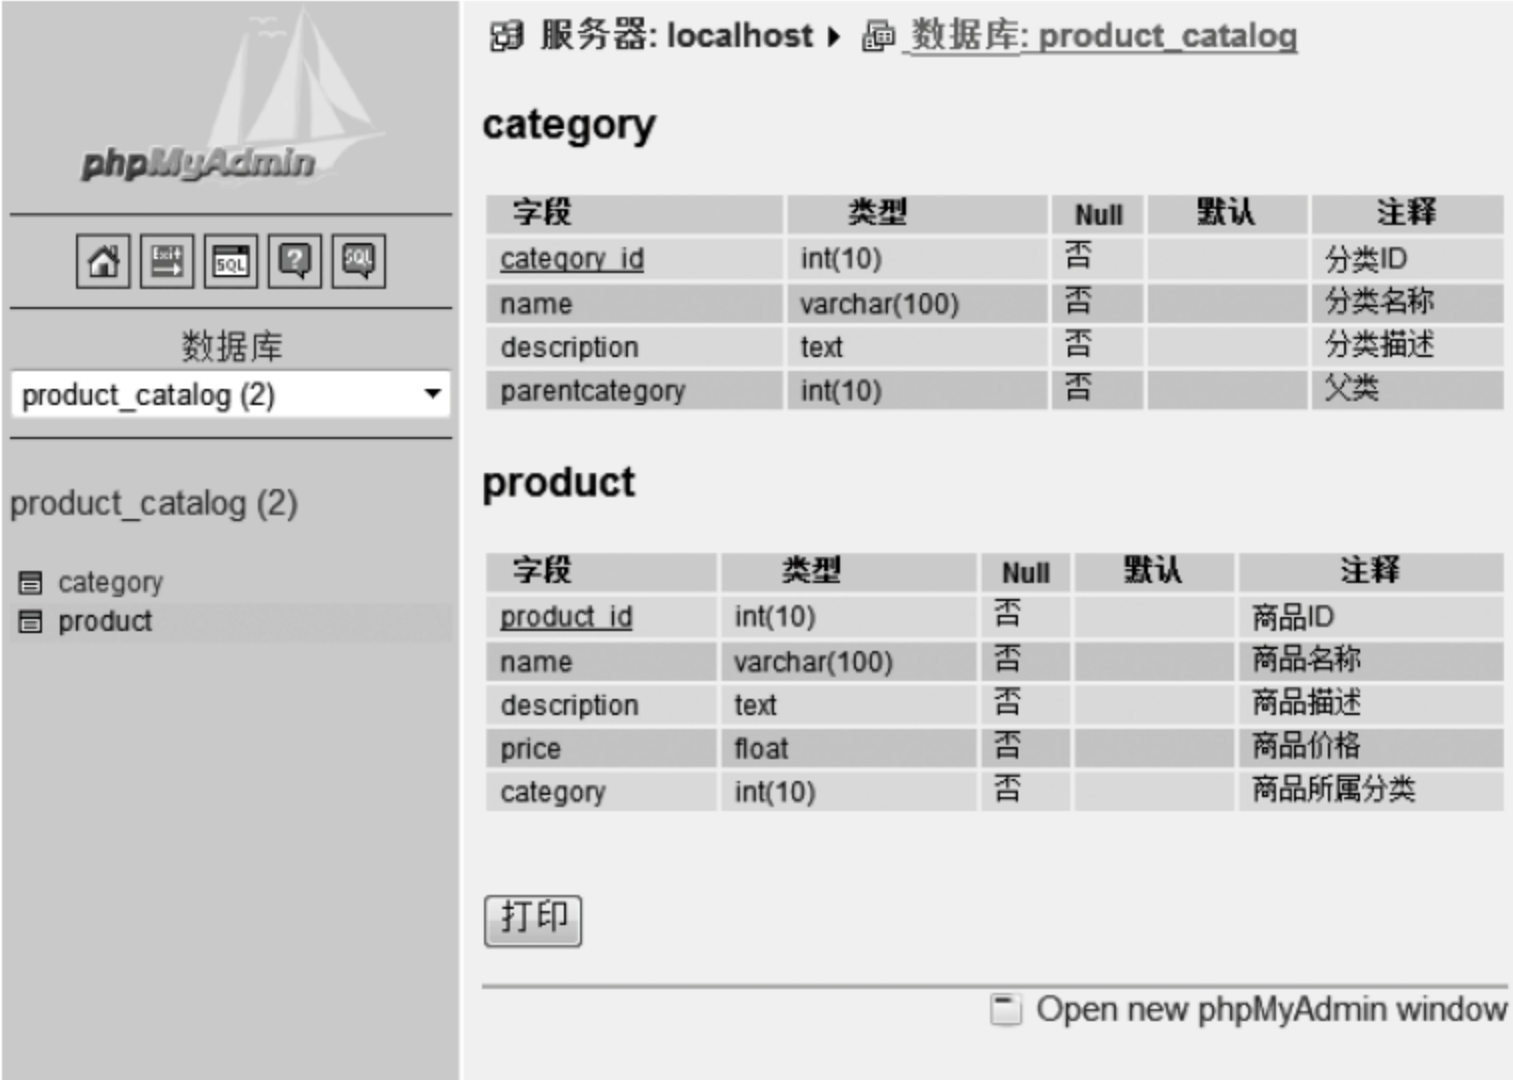 phpMyAdmin
Exit
SQL
?
SQL
数据库
product_catalog (2)
product_catalog (2)
category
product
服务器: localhost 数据库: product_catalog
category
字段 类型 Null 默认 注释
category_id int(10) 否 分类ID
name varchar(100) 否 分类名称
description text 否 分类描述
parentcategory int(10) 否 父类
product
字段 类型 Null 默认 注释
product_id int(10) 否 商品ID
name varchar(100) 否 商品名称
description text 否 商品描述
price float 否 商品价格
category int(10) 否 商品所属分类
打印
Open new phpMyAdmin window